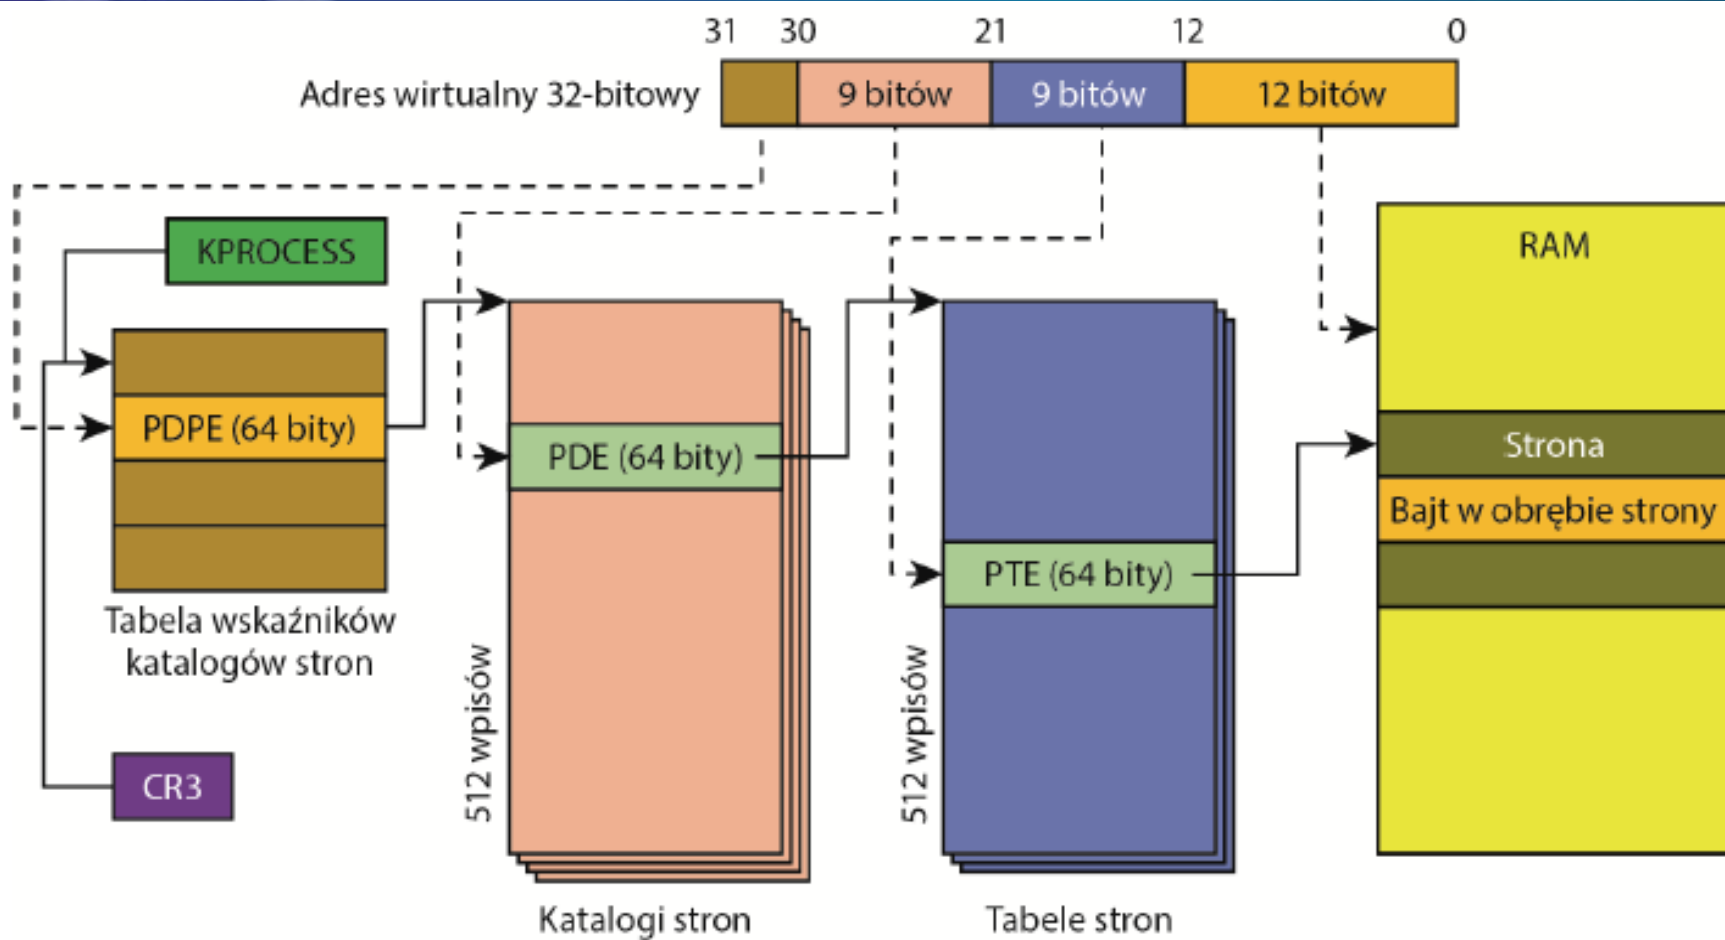 31 30 21 12 0
Adres wirtualny 32-bitowy
9 bitów
9 bitów
12 bitów
KPROCESS
RAM
PDPE (64 bity)
PDE (64 bity)
Strona
Bajt w obrębie strony
PTE (64 bity)
Tabela wskaźników
katalogów stron
512 wpisów
512 wpisów
CR3
Katalogi stron
Tabele stron